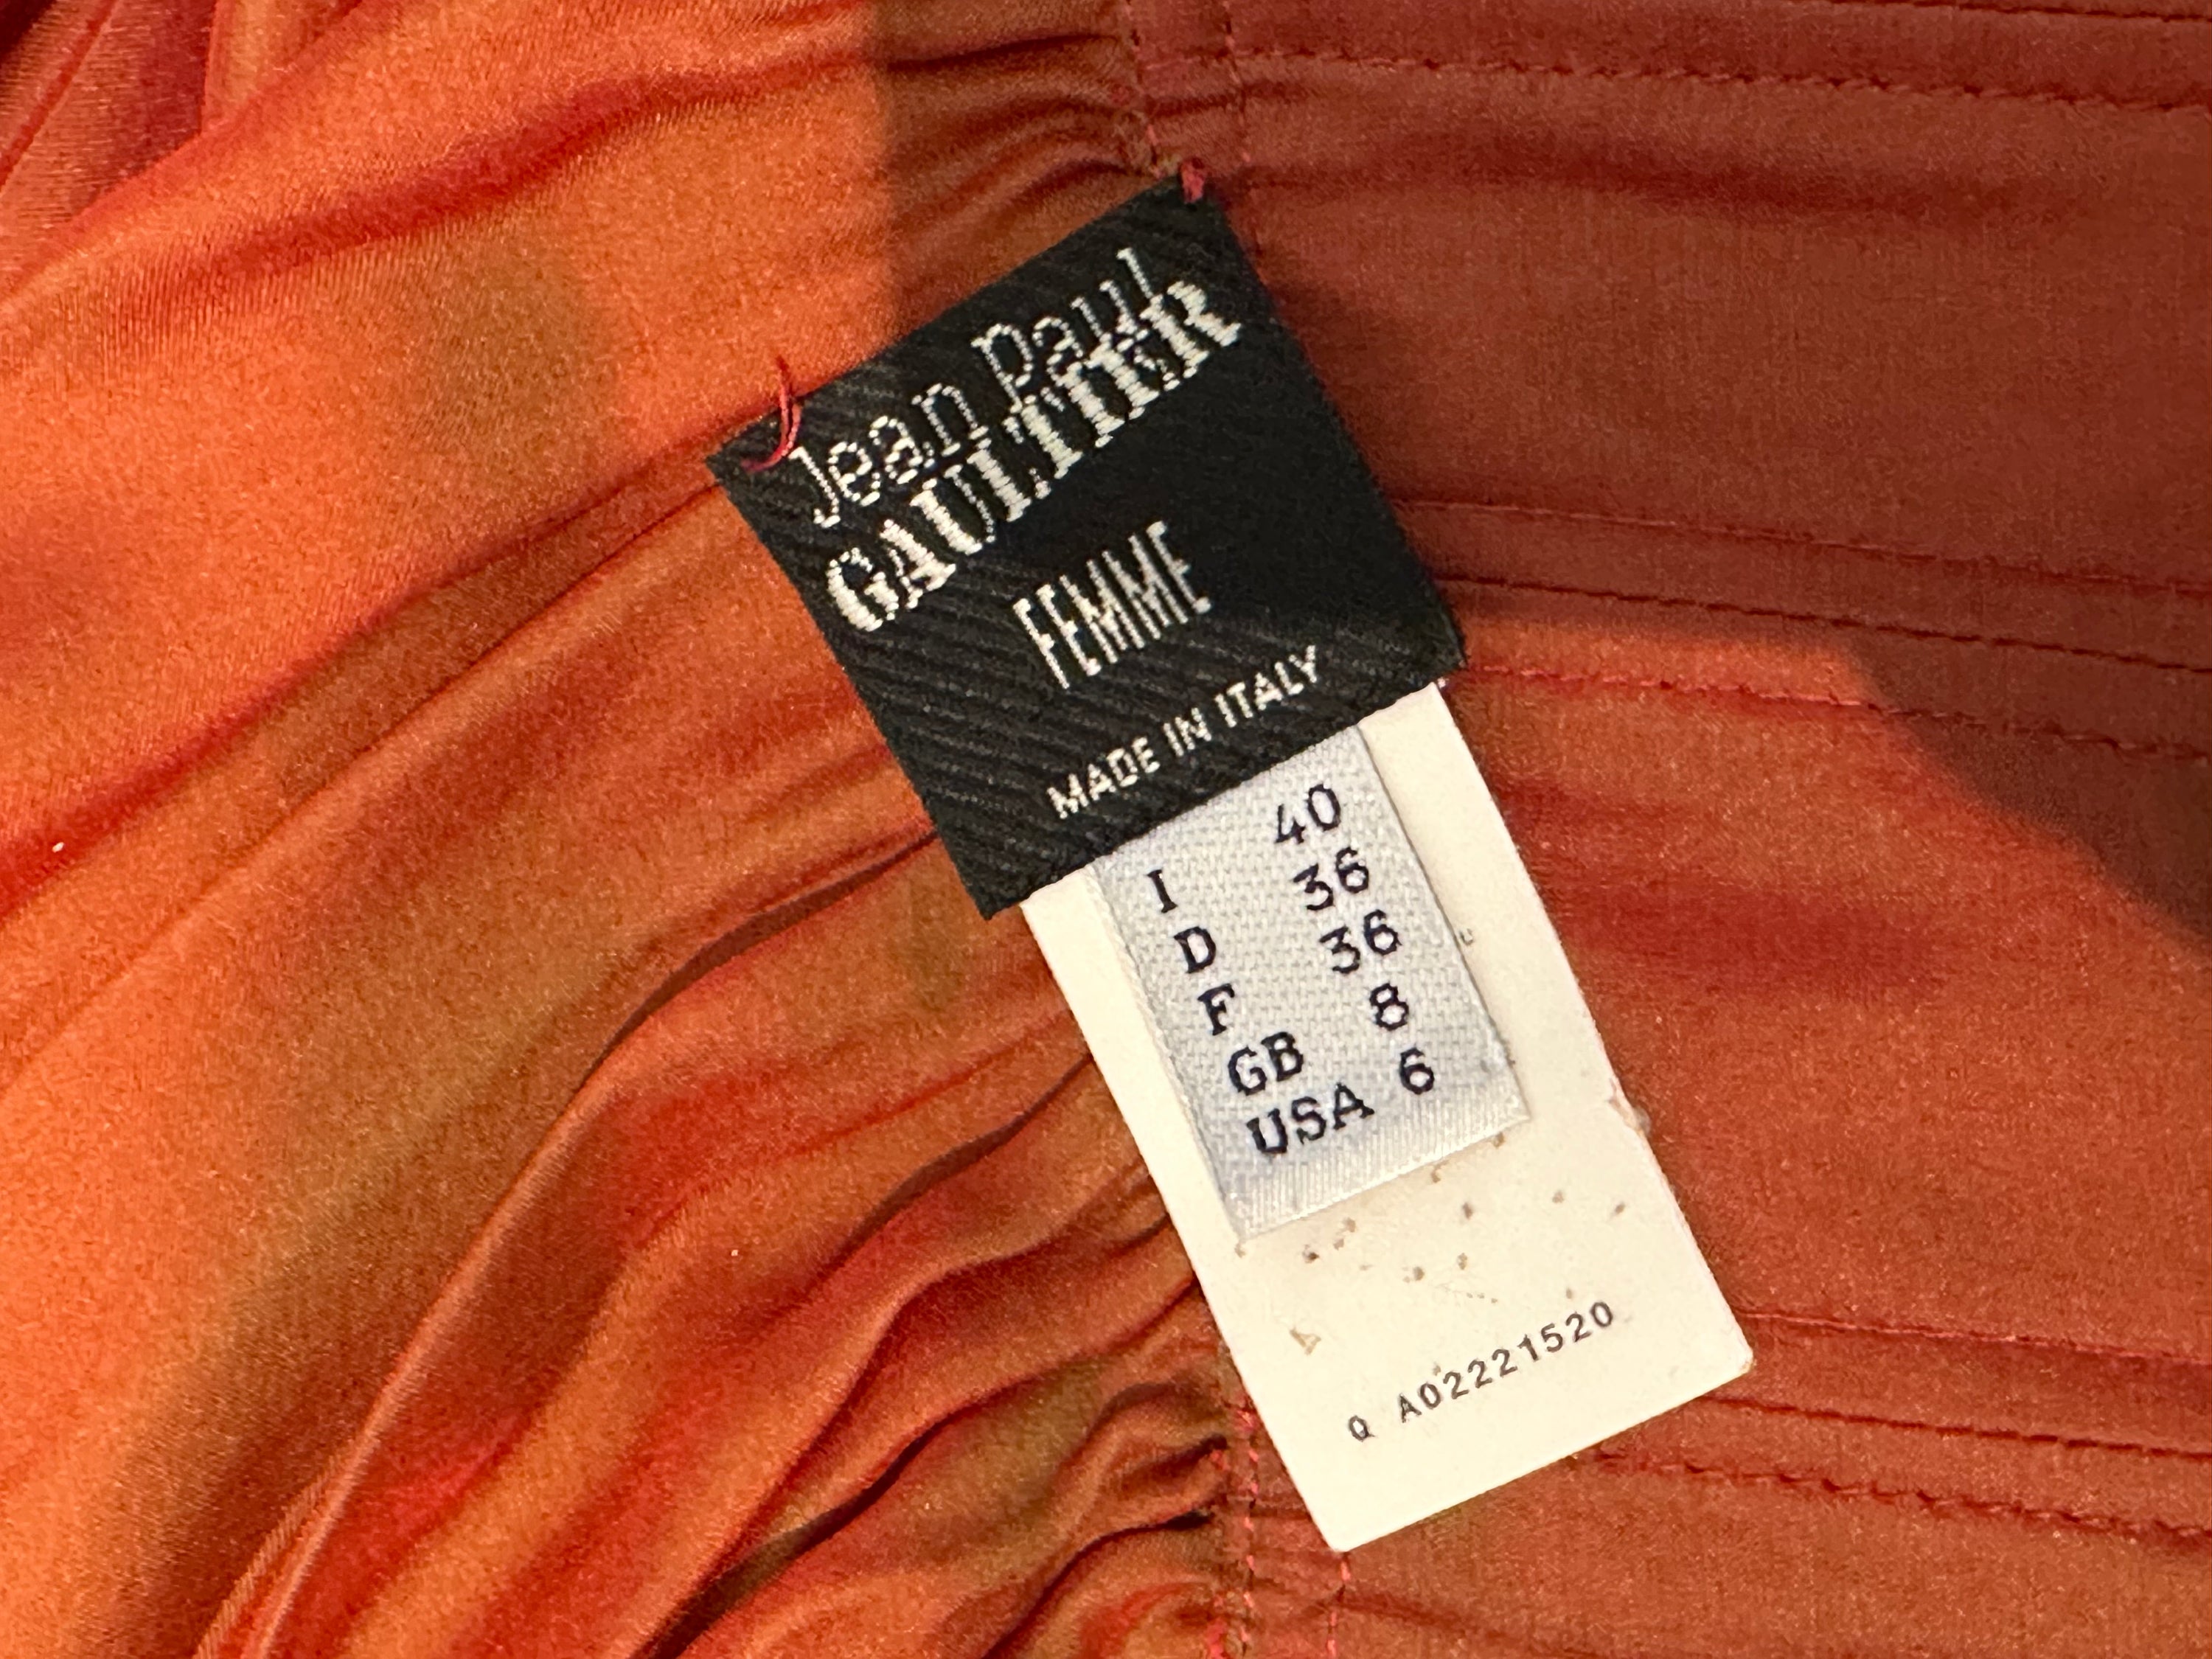 Jean Paul
GAULTIER
FEMME
MADE IN ITALY
I 40
D 36
F 36
GB 8
USA 6
Q A02221520